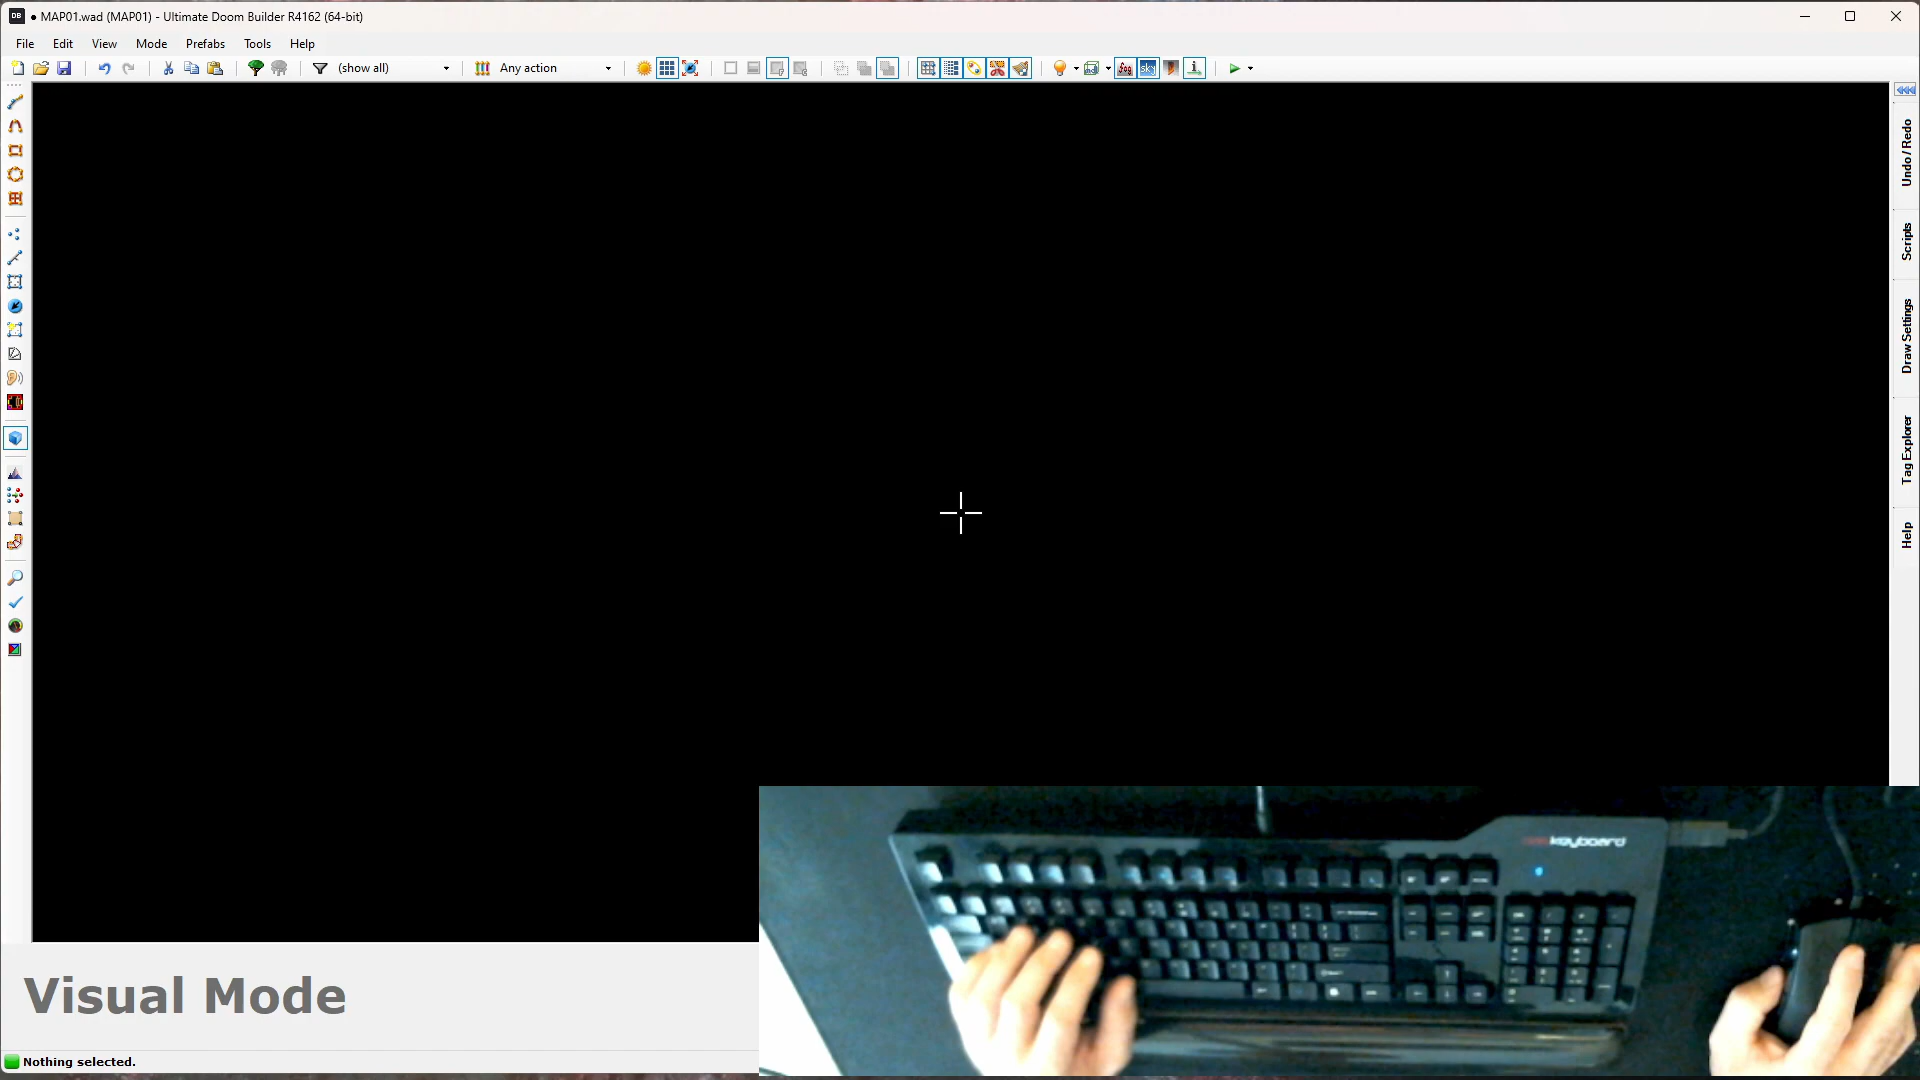 MAP01.wad (MAP01) - Ultimate Doom Builder R4162 (64-bit)
File Edit View Mode Prefabs Tools Help
(show all) Any action
Undo / Redo
Scripts
Draw Settings
Tag Explorer
Help
keyboard
Visual Mode
Nothing selected.